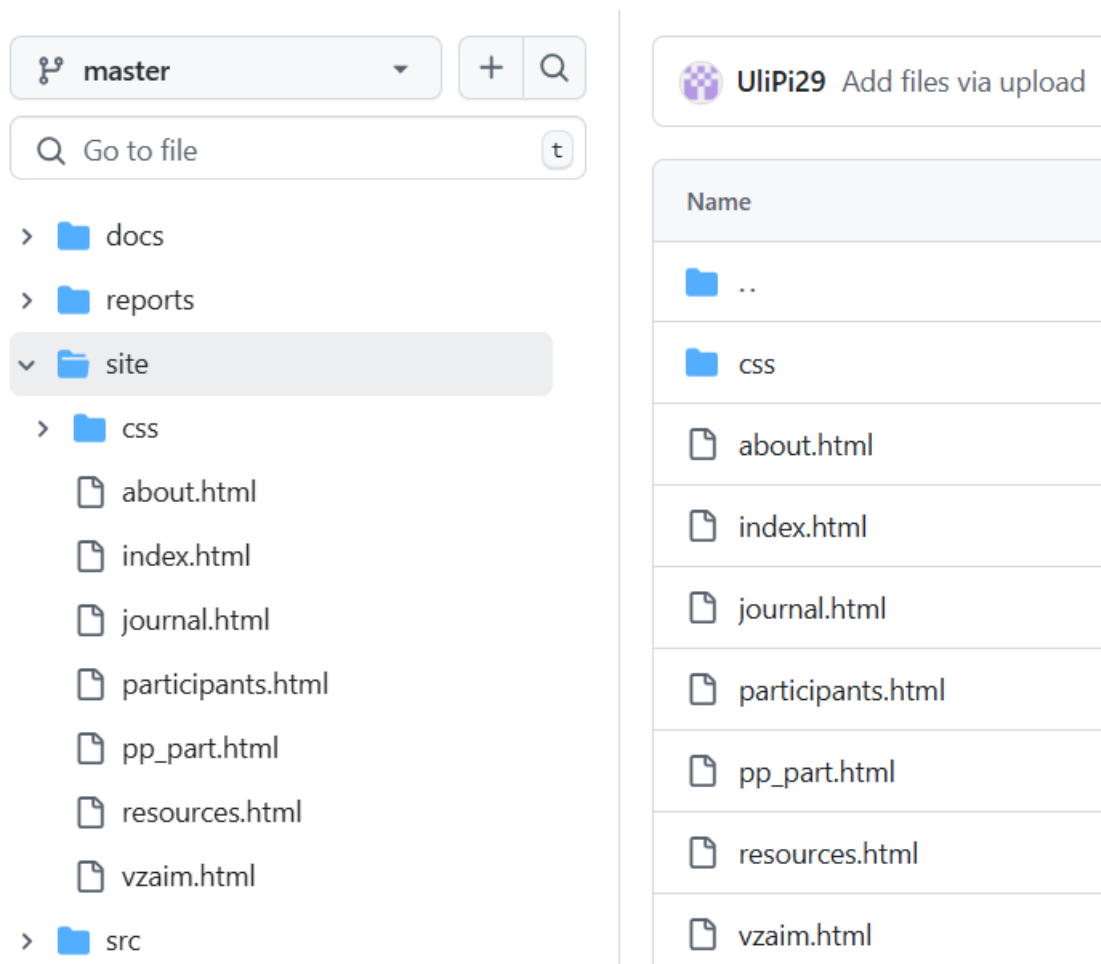 master
Go to file
t
docs
reports
site
css
about.html
index.html
journal.html
participants.html
pp_part.html
resources.html
vzaim.html
src
UliPi29 Add files via upload
Name
..
css
about.html
index.html
journal.html
participants.html
pp_part.html
resources.html
vzaim.html